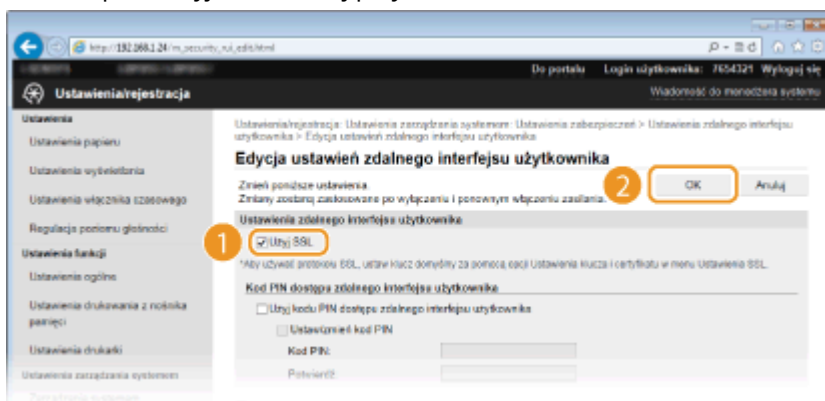 http://192.168.1.24/m_security_rui_edit.html
Do portalu Login użytkownika: 7654321 Wyloguj się
Ustawienia/rejestracja
Wiadomość do menedżera systemu
Ustawienia
Ustawienia papieru
Ustawienia wyświetlania
Ustawienia włącznika czasowego
Regulacja poziomu głośności
Ustawienia funkcji
Ustawienia ogólne
Ustawienia drukowania z nośnika
pamięci
Ustawienia drukarki
Ustawienia zarządzania systemem
Zarządzanie systemem
Ustawienia/rejestracja: Ustawienia zarządzania systemem: Ustawienia zabezpieczeń > Ustawienia zdalnego interfejsu
użytkownika > Edycja ustawień zdalnego interfejsu użytkownika
Edycja ustawień zdalnego interfejsu użytkownika
Zmień poniższe ustawienia.
Zmiany zostaną zastosowane po wyłączeniu i ponownym włączeniu zasilania.
2
OK
Anuluj
Ustawienia zdalnego interfejsu użytkownika
1
Użyj SSL
*Aby używać protokołu SSL, ustaw klucz domyślny za pomocą opcji Ustawienia klucza i certyfikatu w menu Ustawienia SSL.
Kod PIN dostępu zdalnego interfejsu użytkownika
Użyj kodu PIN dostępu zdalnego interfejsu użytkownika
Ustaw/zmień kod PIN
Kod PIN:
Potwierdź: